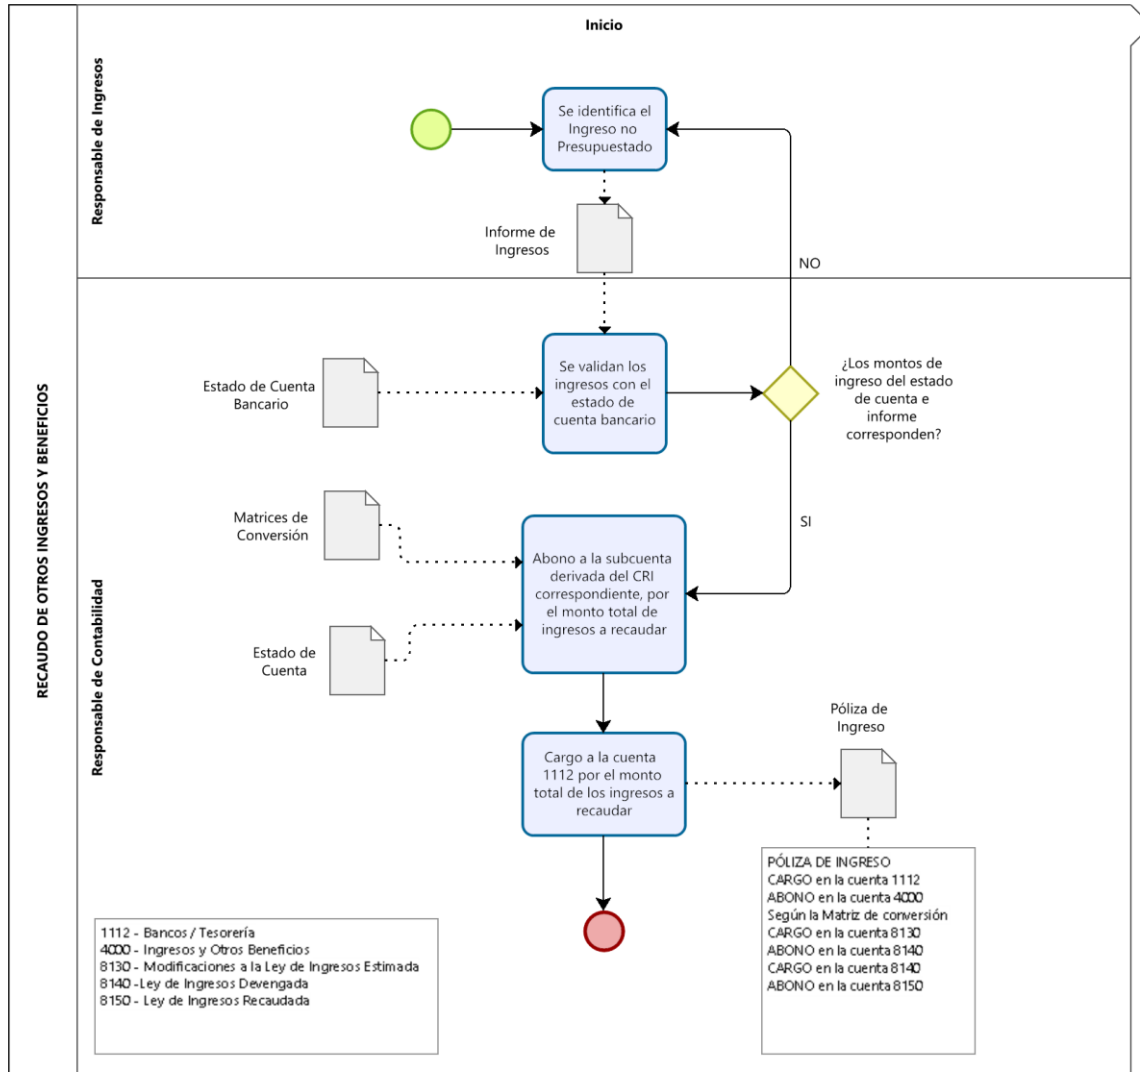 Inicio
RECAUDO DE OTROS INGRESOS Y BENEFICIOS
Responsable de Ingresos
Se identifica el
Ingreso no
Presupuestado
Informe de
Ingresos
NO
Responsable de Contabilidad
Estado de Cuenta
Bancario
Se validan los
ingresos con el
estado de
cuenta bancario
¿Los montos de
ingreso del estado
de cuenta e
informe
corresponden?
SI
Matrices de
Conversión
Abono a la subcuenta
derivada del CRI
correspondiente, por
el monto total de
ingresos a recaudar
Estado de
Cuenta
Cargo a la cuenta
1112 por el monto
total de los ingresos a
recaudar
Póliza de
Ingreso
PÓLIZA DE INGRESO
CARGO en la cuenta 1112
ABONO en la cuenta 4000
Según la Matriz de conversión
CARGO en la cuenta 8130
ABONO en la cuenta 8140
CARGO en la cuenta 8140
ABONO en la cuenta 8150
1112 - Bancos / Tesorería
4000 - Ingresos y Otros Beneficios
8130 - Modificaciones a la Ley de Ingresos Estimada
8140 -Ley de Ingresos Devengada
8150 - Ley de Ingresos Recaudada